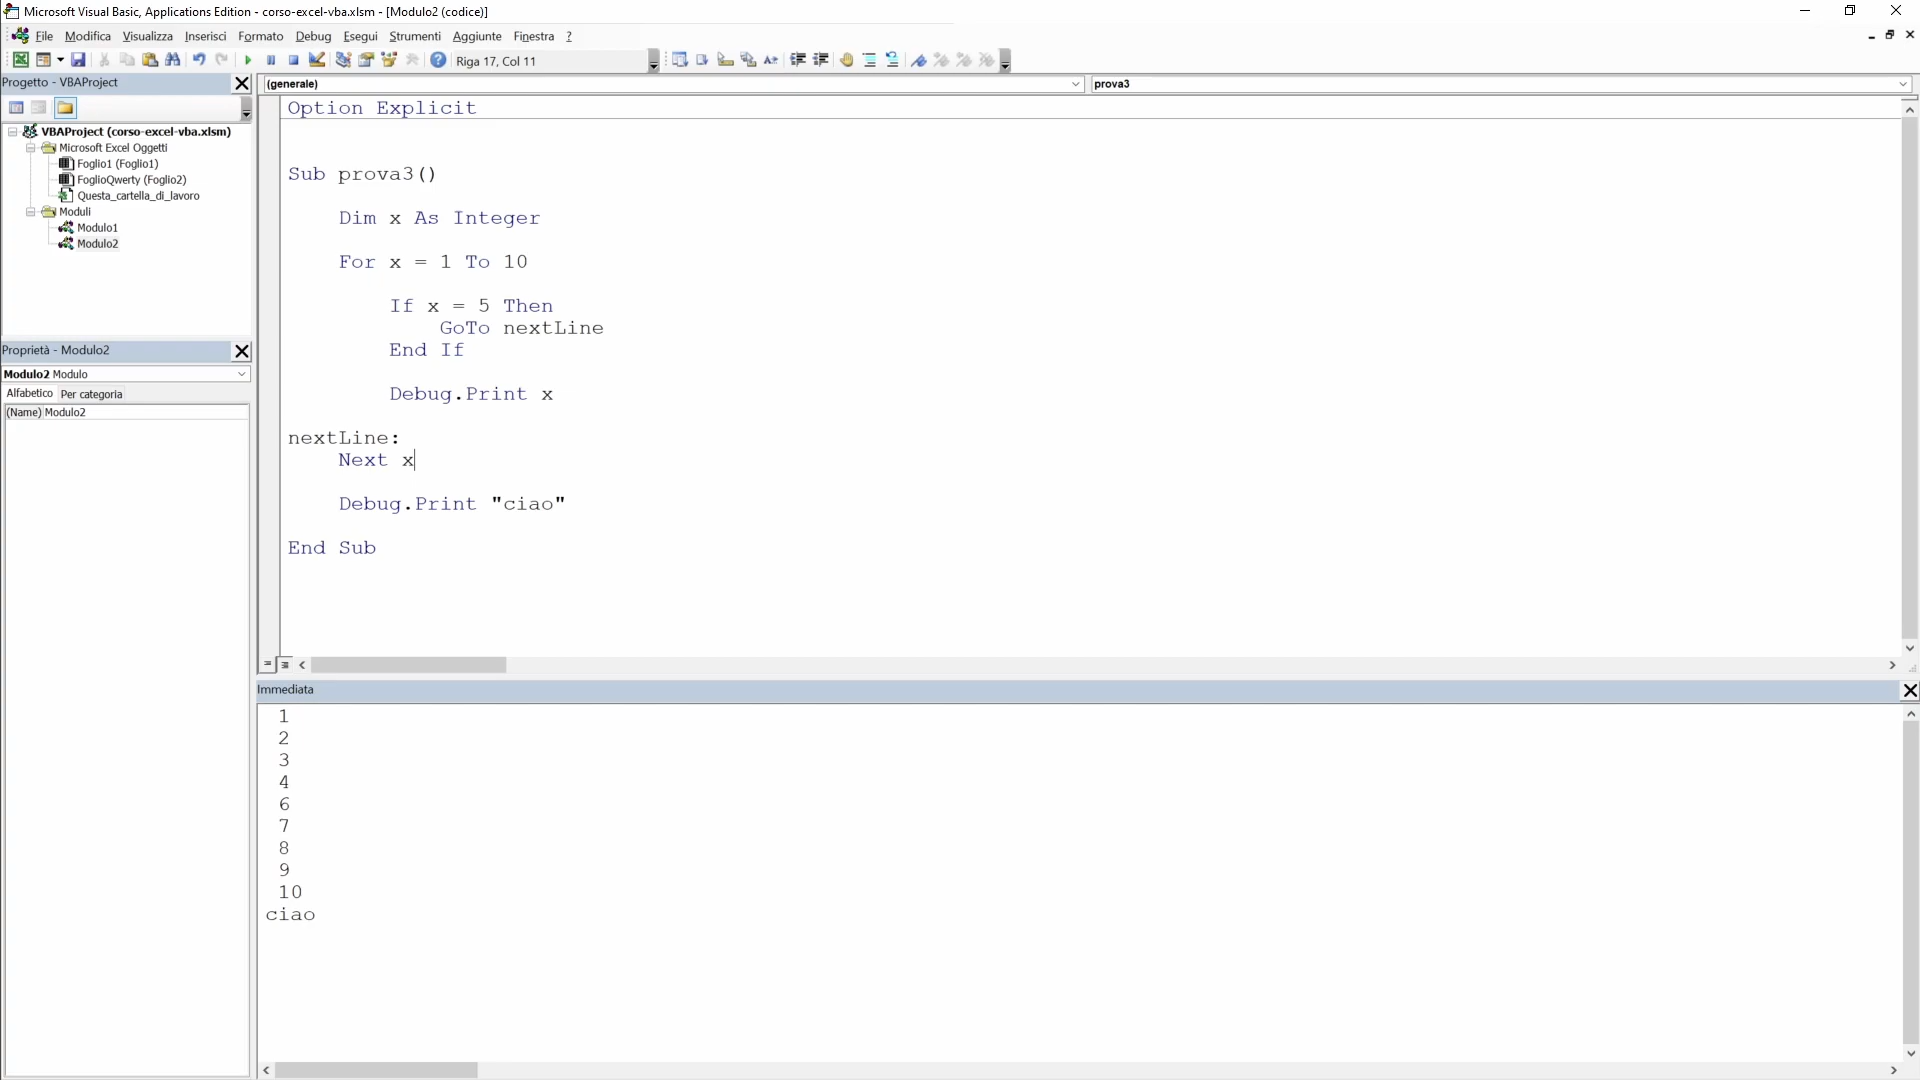 Microsoft Visual Basic, Applications Edition - corso-excel-vba.xlsm - [Modulo2 (codice)]
File Modifica Visualizza Inserisci Formato Debug Esegui Strumenti Aggiunte Finestra ?
Riga 17, Col 11
Progetto - VBAProject
VBAProject (corso-excel-vba.xlsm)
Microsoft Excel Oggetti
Foglio1 (Foglio1)
FoglioQwerty (Foglio2)
Questa_cartella_di_lavoro
Moduli
Modulo1
Modulo2
Proprietà - Modulo2
Modulo2 Modulo
Alfabetico Per categoria
(Name) Modulo2
(generale) prova3
Option Explicit
Sub prova3()
Dim x As Integer
For x = 1 To 10
If x = 5 Then
GoTo nextLine
End If
Debug.Print x
nextLine:
Next x
Debug.Print "ciao"
End Sub
Immediata
1
2
3
4
6
7
8
9
10
ciao